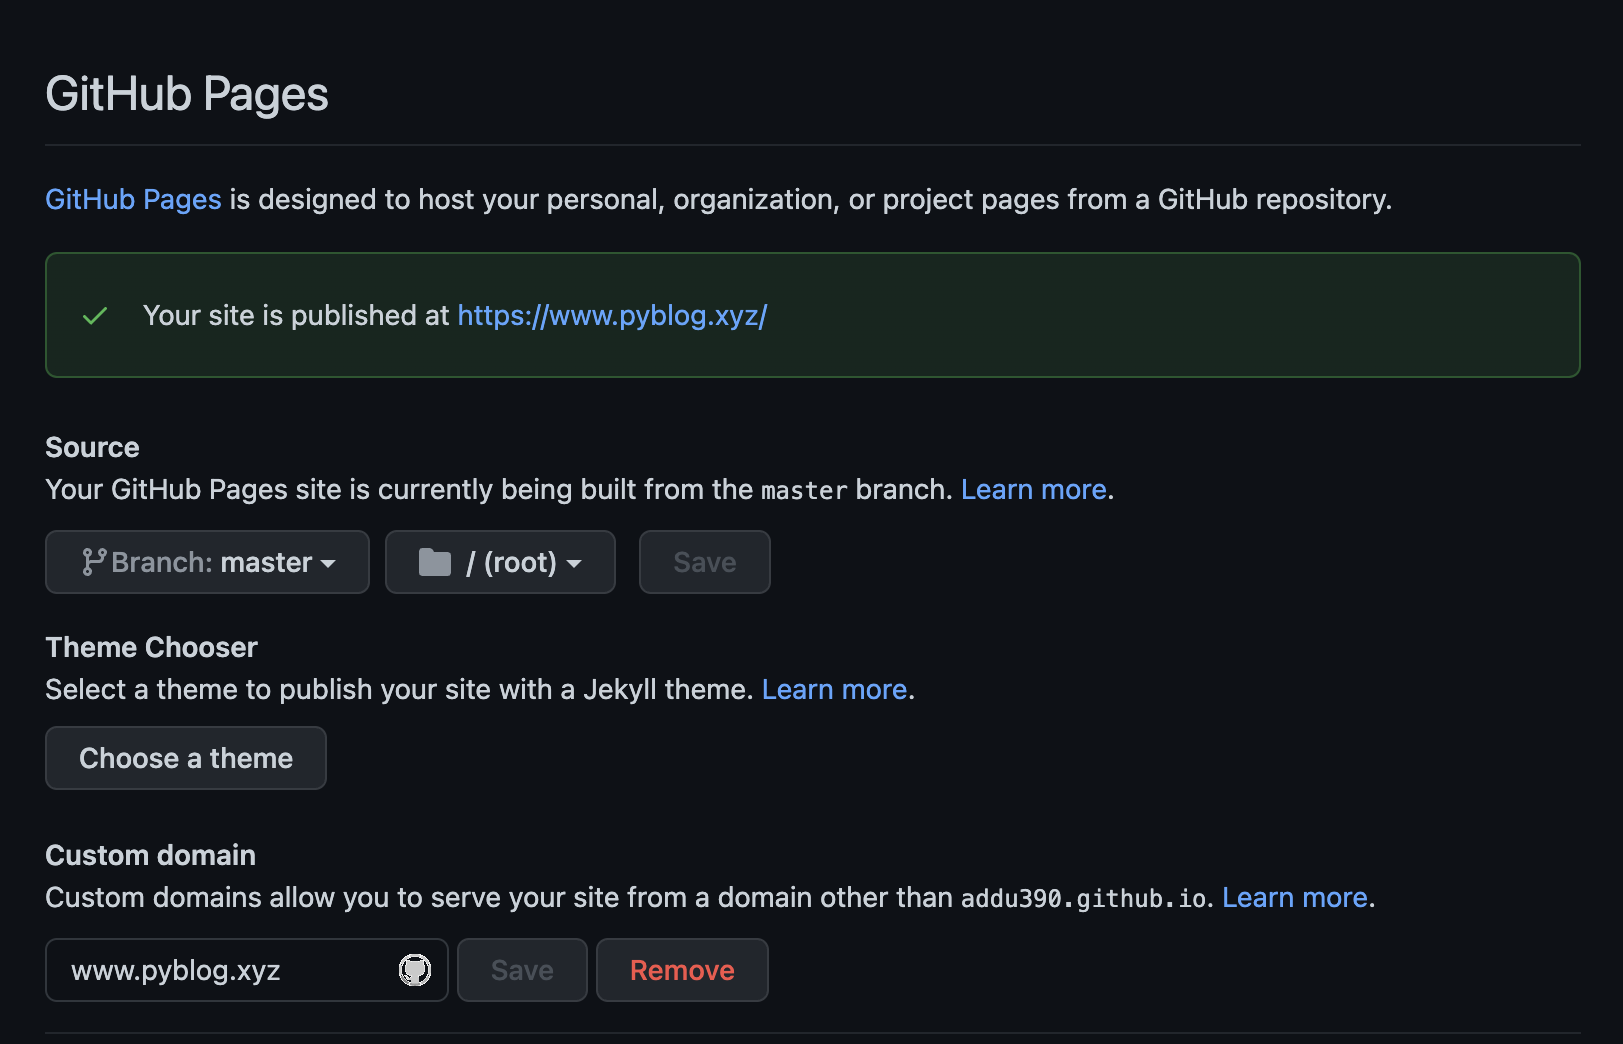 GitHub Pages
GitHub Pages is designed to host your personal, organization, or project pages from a GitHub repository.
Your site is published at https://www.pyblog.xyz/
Source
Your GitHub Pages site is currently being built from the master branch. Learn more.
Branch: master / (root) Save
Theme Chooser
Select a theme to publish your site with a Jekyll theme. Learn more.
Choose a theme
Custom domain
Custom domains allow you to serve your site from a domain other than addu390.github.io. Learn more.
www.pyblog.xyz Save Remove